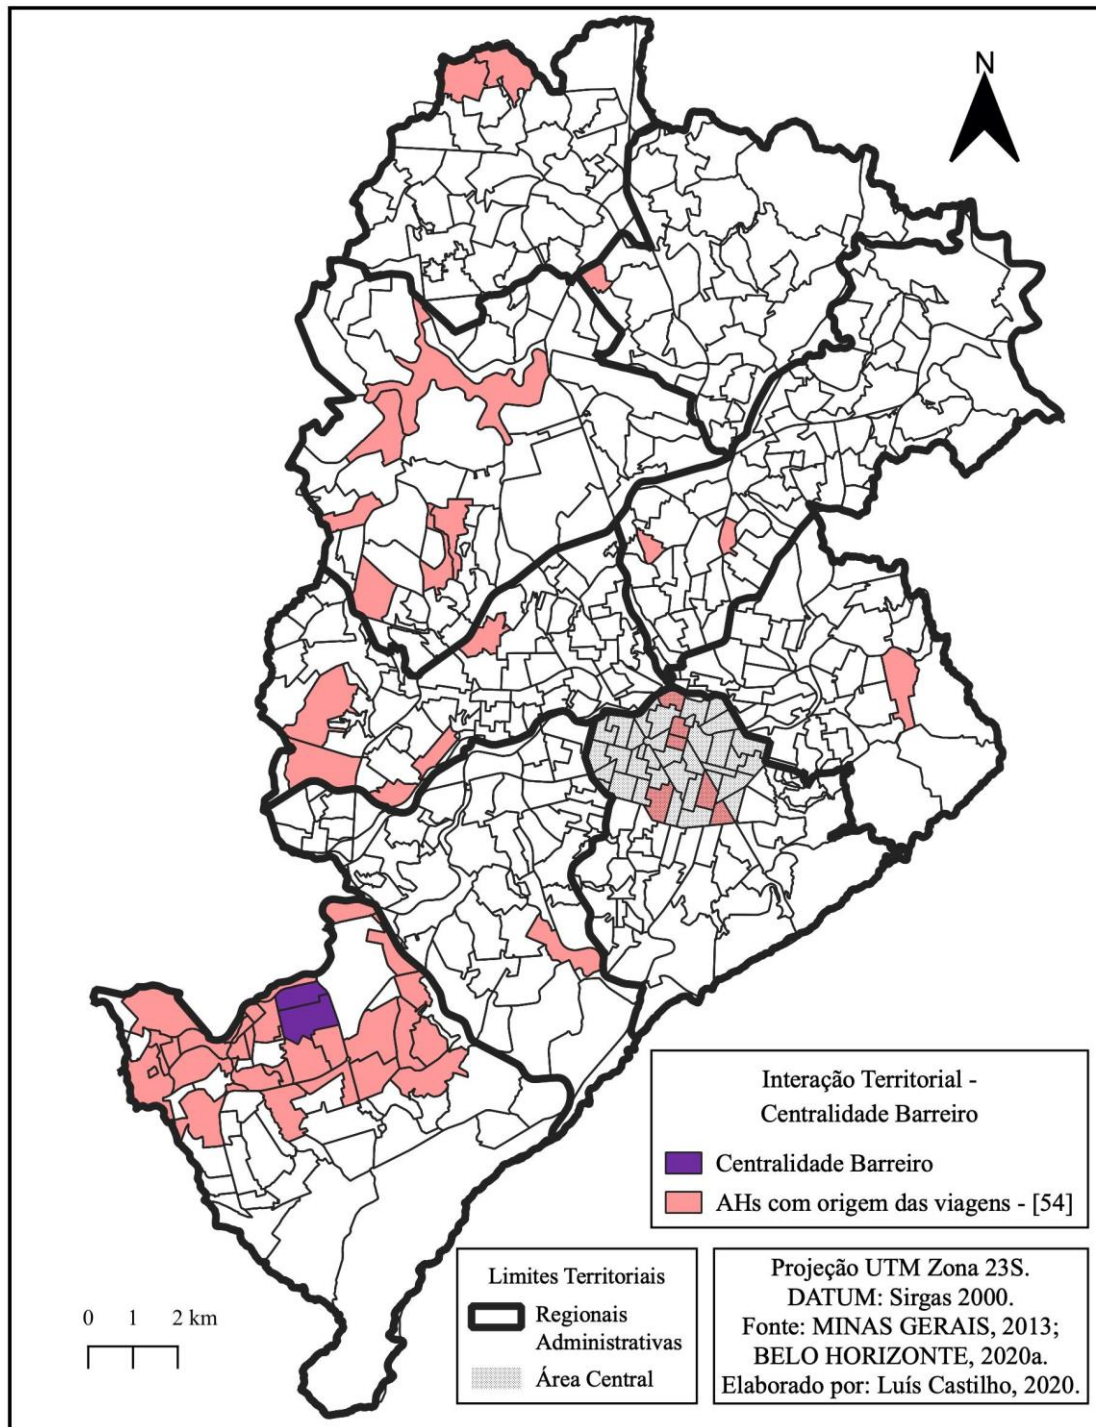 N
Interação Territorial -
Centralidade Barreiro
Centralidade Barreiro
AHs com origem das viagens - [54]
Limites Territoriais
Regionais
Administrativas
Área Central
Projeção UTM Zona 23S.
DATUM: Sirgas 2000.
Fonte: MINAS GERAIS, 2013;
BELO HORIZONTE, 2020a.
Elaborado por: Luís Castilho, 2020.
0 1 2 km